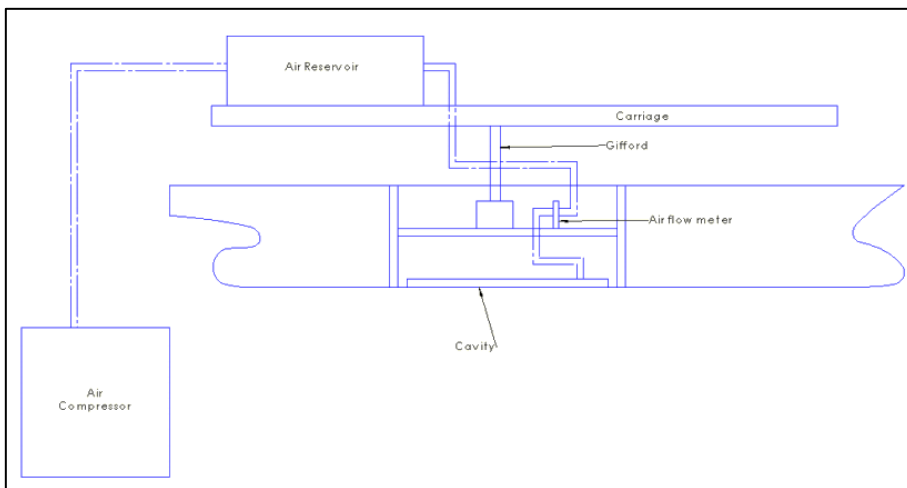 Air Reservoir
Carriage
Gifford
Air flow meter
Cavity
Air
Compressor